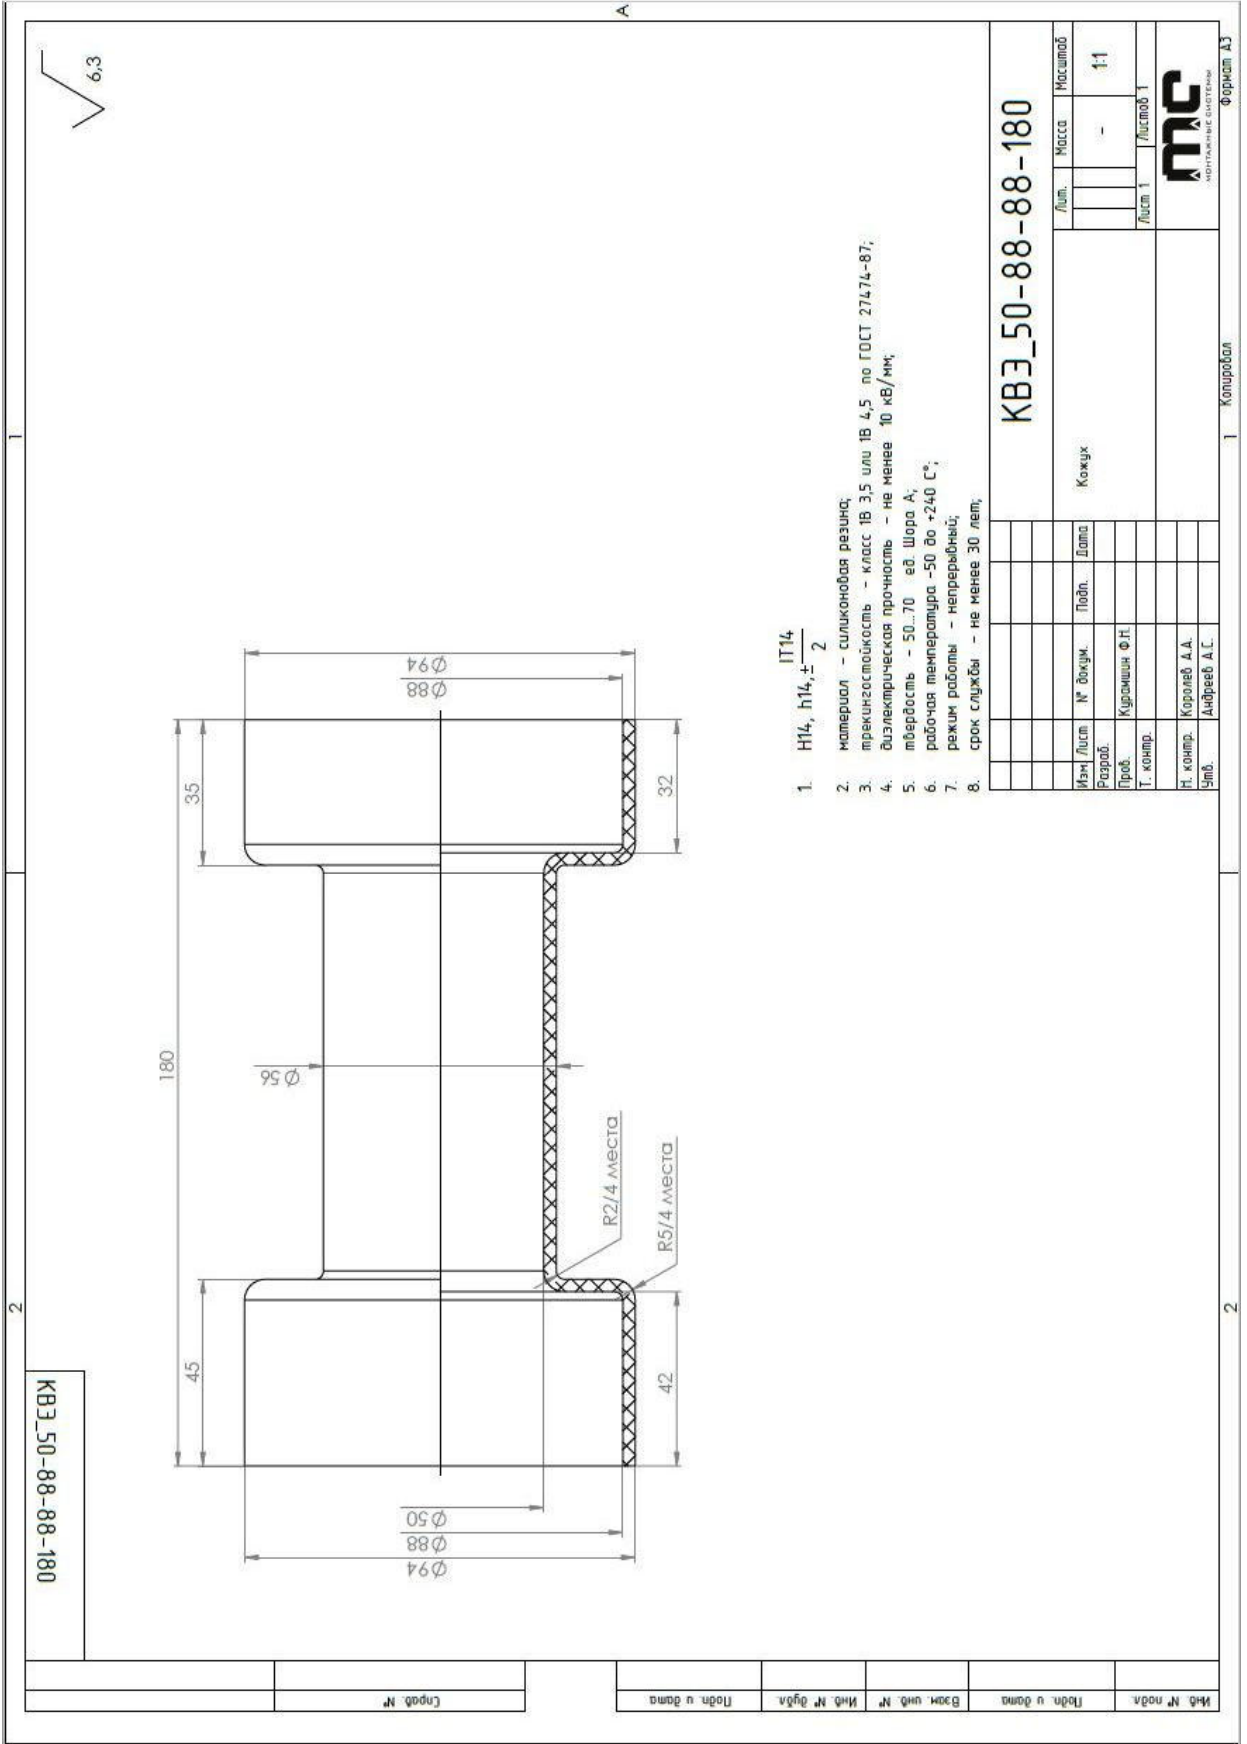 КВЭ_50-88-88-180
6,3
180
45
35
Ø56
Ø94
Ø88
Ø50
Ø94
Ø88
R2/4 места
R5/4 места
42
32
1. H14, h14,± IT14
2
2. материал - силиконовая резина;
3. трекингостойкость - класс 1В 3,5 или 1В 4,5 по ГОСТ 27474-87;
4. диэлектрическая прочность - не менее 10 кВ/мм;
5. твердость - 50...70 ед. Шора А;
6. рабочая температура -50 до +240 С°;
7. режим работы - непрерывный;
8. срок службы - не менее 30 лет;
КВЭ_50-88-88-180
Изм. Лист № докум. Подп. Дата
Разраб.
Пров. Курамшин Ф.Н.
Т. контр.
Н. контр. Королев А.А.
Утв. Андреев А.С.
Кожух
Лит. Масса Масштаб
- 1:1
Лист 1 Листов 1
мс
МОНТАЖНЫЕ СИСТЕМЫ
Копировал
Формат А3
Справ. №
Подп. и дата
Инв. № дубл.
Взам. инв. №
Подп. и дата
Инв. № подл.
2
1
А
2
1